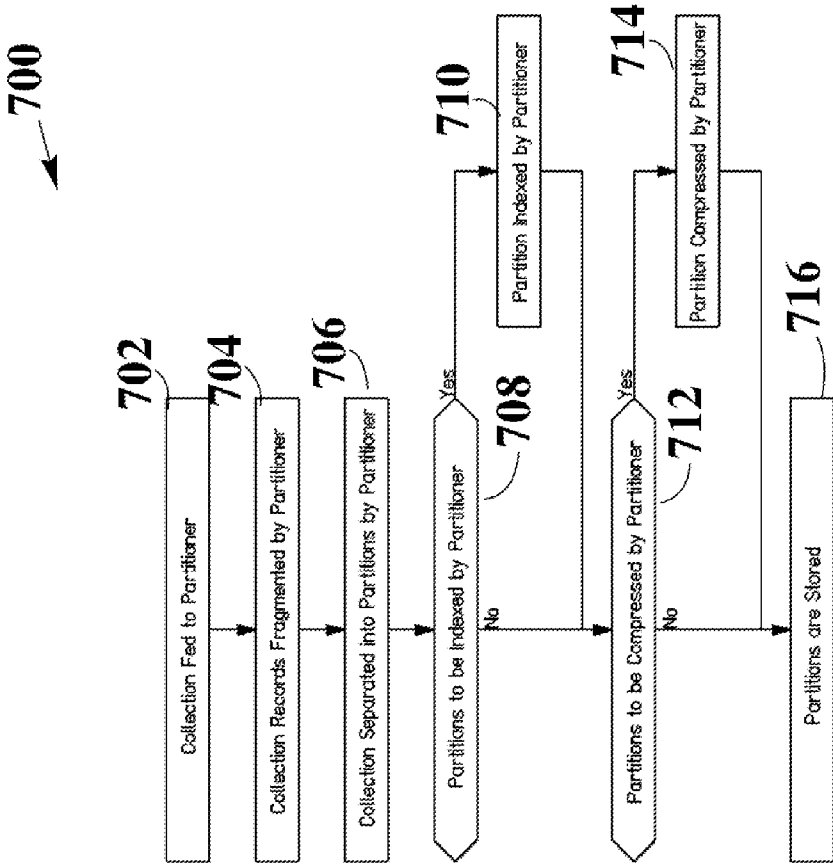 700
702
Collection Fed to Partitioner
704
Collection Records Fragmented by Partitioner
706
Collection Separated into Partitions by Partitioner
Partitions to be Indexed by Partitioner
Yes
708
No
710
Partition Indexed by Partitioner
Partitions to be Compressed by Partitioner
Yes
712
No
714
Partition Compressed by Partitioner
716
Partitions are Stored